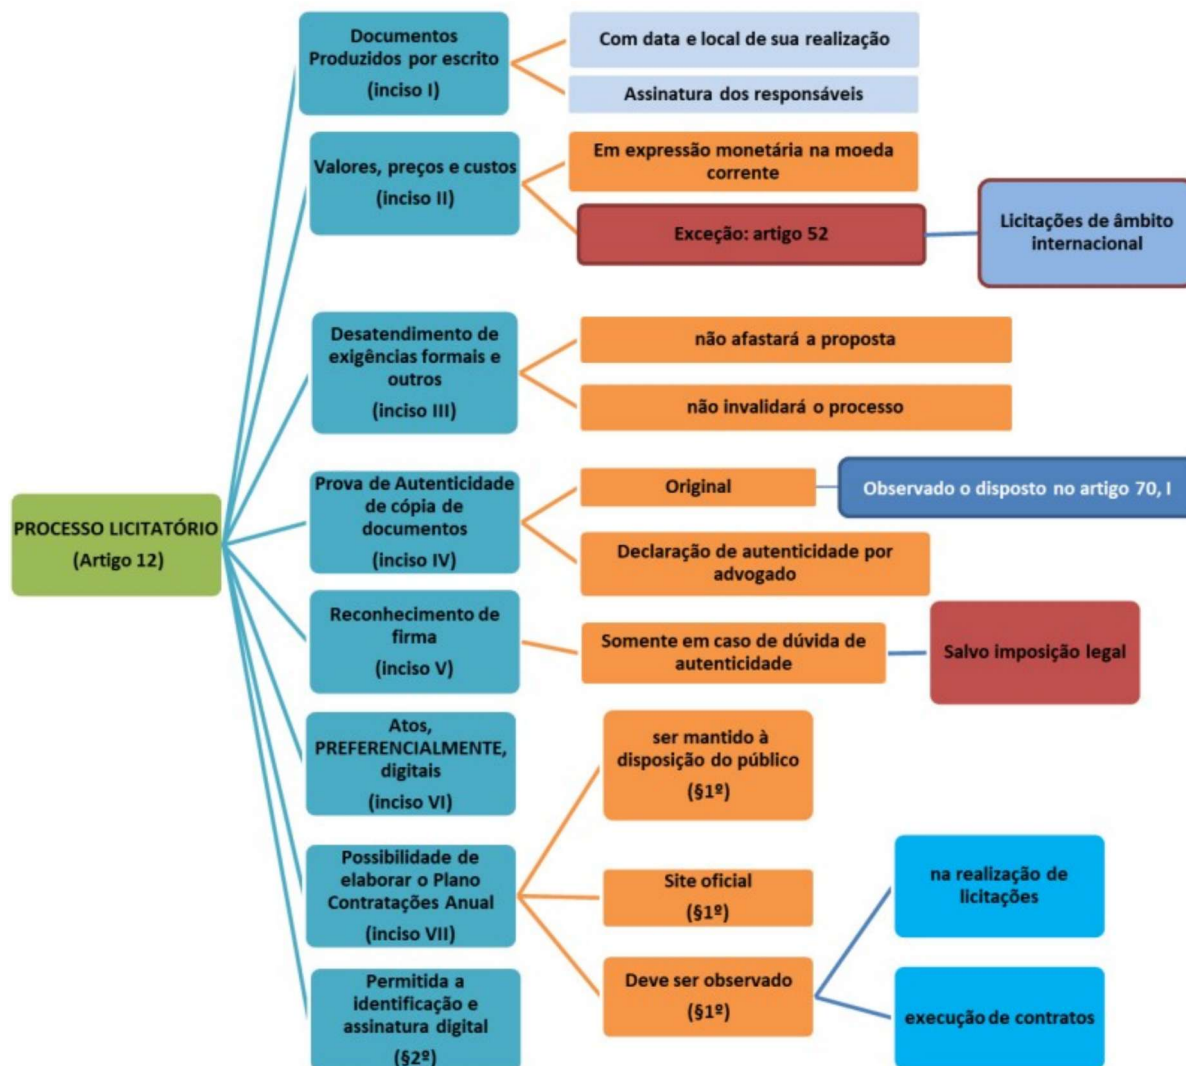 PROCESSO LICITATÓRIO
(Artigo 12)
Documentos
Produzidos por escrito
(inciso I)
Com data e local de sua realização
Assinatura dos responsáveis
Valores, preços e custos
(inciso II)
Em expressão monetária na moeda
corrente
Exceção: artigo 52
Licitações de âmbito
internacional
Desatendimento de
exigências formais e
outros
(inciso III)
não afastará a proposta
não invalidará o processo
Prova de Autenticidade
de cópia de
documentos
(inciso IV)
Original
Observado o disposto no artigo 70, I
Declaração de autenticidade por
advogado
Reconhecimento de
firma
(inciso V)
Somente em caso de dúvida de
autenticidade
Salvo imposição legal
Atos,
PREFERENCIALMENTE,
digitais
(inciso VI)
Possibilidade de
elaborar o Plano
Contratações Anual
(inciso VII)
ser mantido à
disposição do público
(§1º)
Site oficial
(§1º)
Deve ser observado
(§1º)
na realização de
licitações
execução de contratos
Permitida a
identificação e
assinatura digital
(§2º)